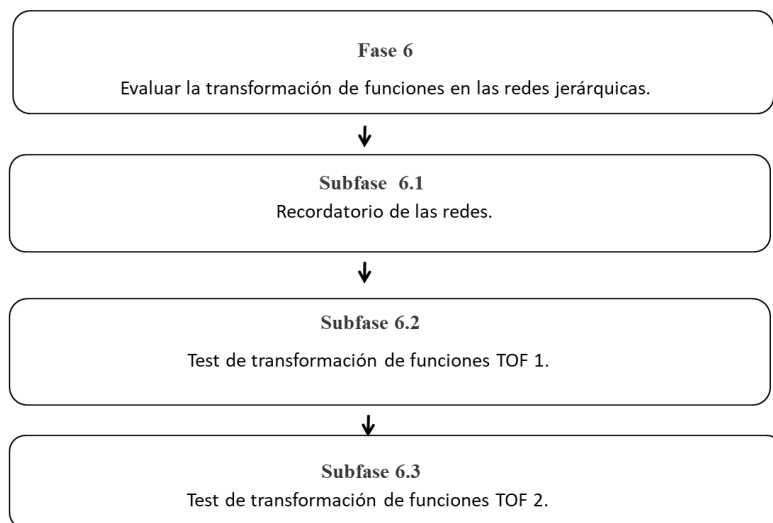 Fase 6
Evaluar la transformación de funciones en las redes jerárquicas.
Subfase 6.1
Recordatorio de las redes.
Subfase 6.2
Test de transformación de funciones TOF 1.
Subfase 6.3
Test de transformación de funciones TOF 2.